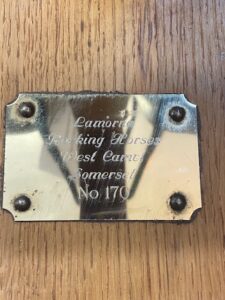 Lamorna
Rocking Horses
West Camel
Somerset
No 170